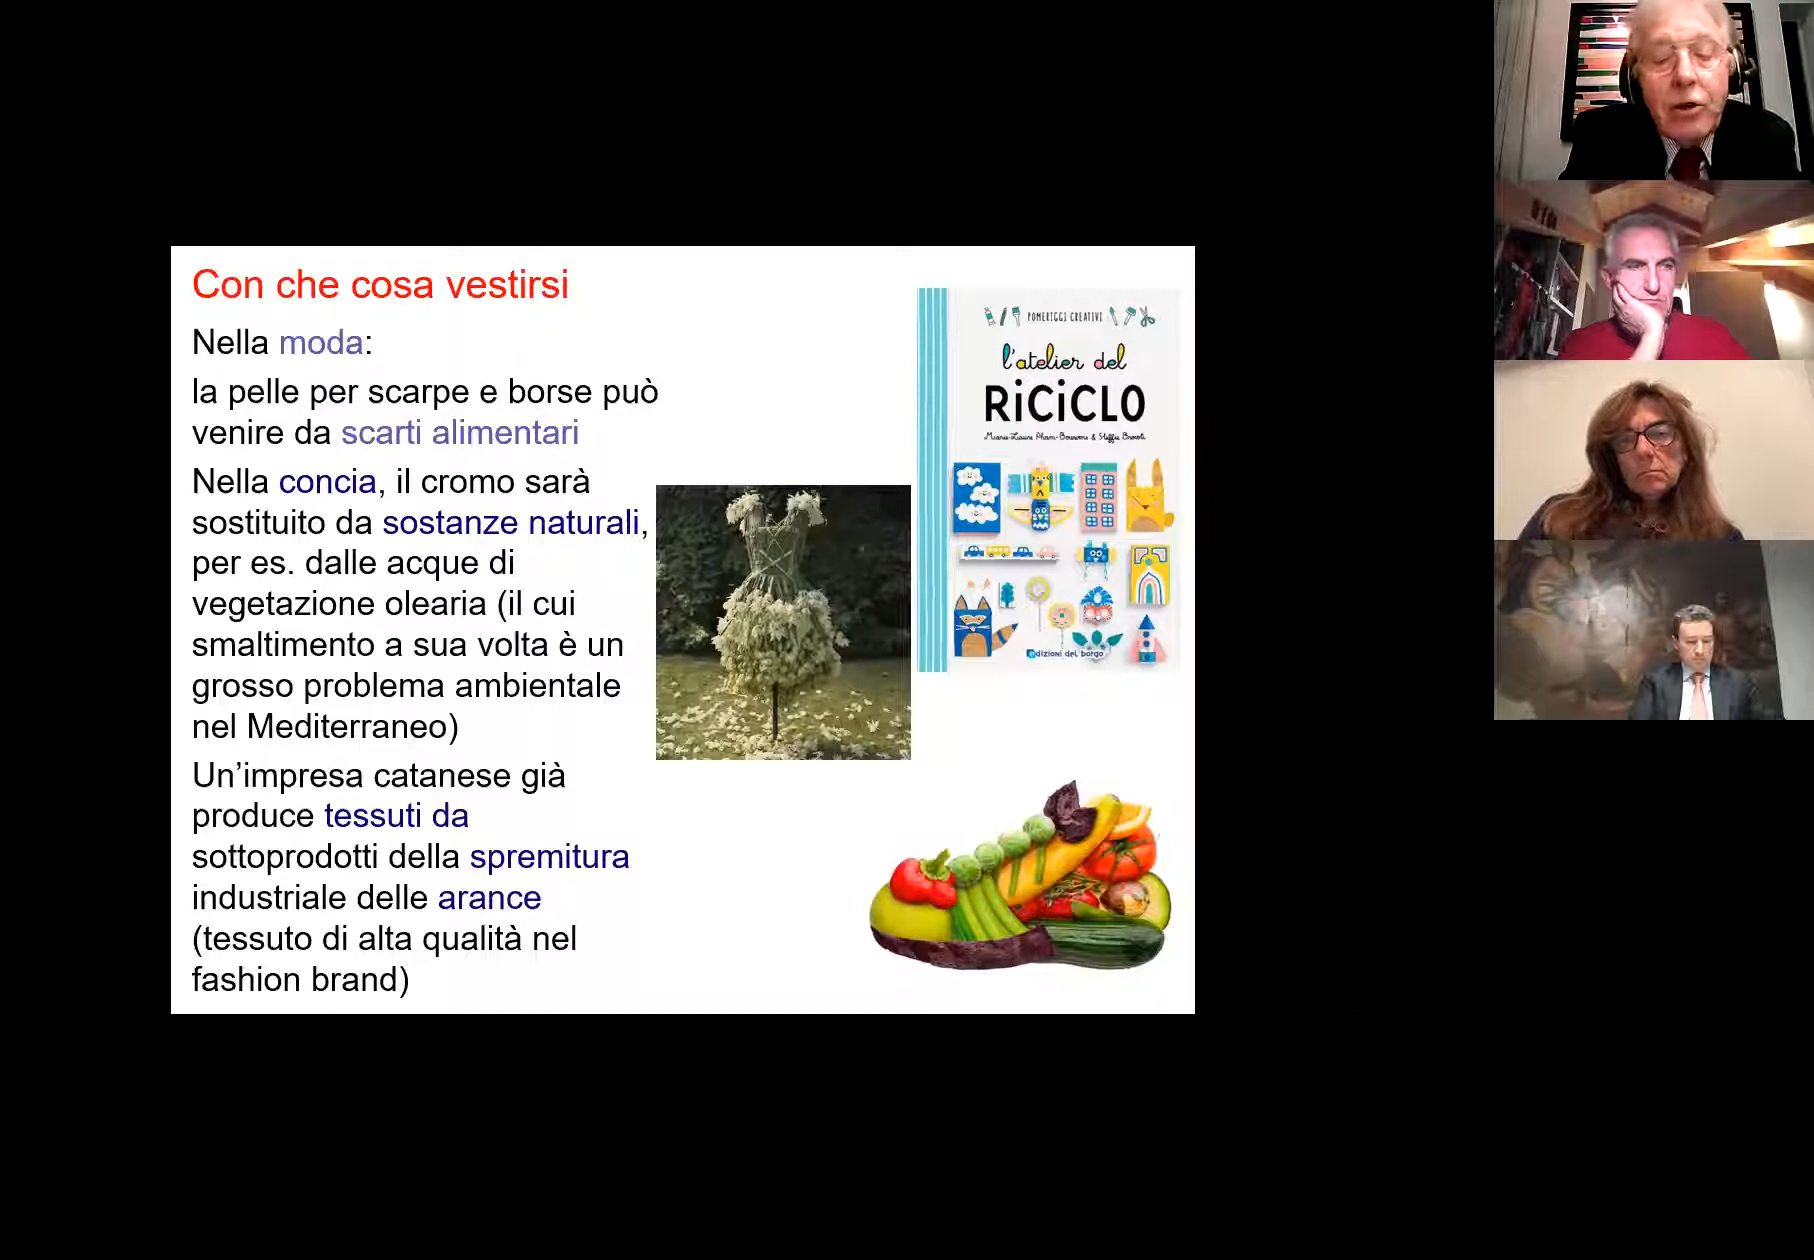 Con che cosa vestirsi
Nella moda:
la pelle per scarpe e borse può
venire da scarti alimentari
Nella concia, il cromo sarà
sostituito da sostanze naturali,
per es. dalle acque di
vegetazione olearia (il cui
smaltimento a sua volta è un
grosso problema ambientale
nel Mediterraneo)
Un'impresa catanese già
produce tessuti da
sottoprodotti della spremitura
industriale delle arance
(tessuto di alta qualità nel
fashion brand)
POMERIGGI CREATIVI
l'atelier del
RiCiCLO
edizioni del borgo